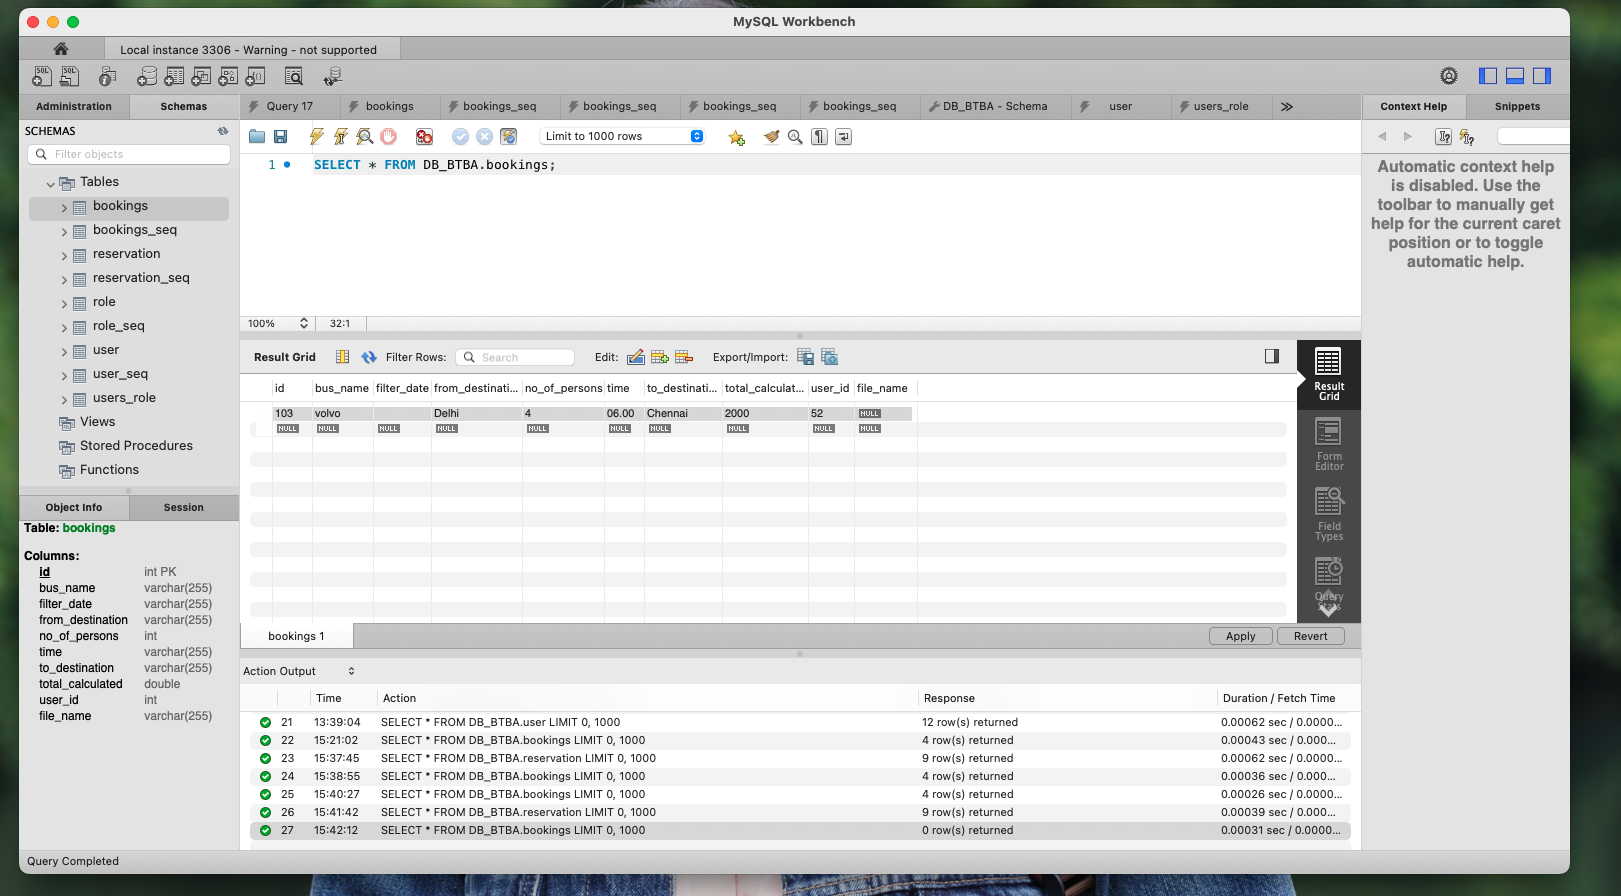 MySQL Workbench
Local instance 3306 - Warning - not supported
Administration Schemas
Query 17 bookings bookings_seq bookings_seq bookings_seq bookings_seq DB_BTBA - Schema user users_role
Context Help Snippets
SCHEMAS
Filter objects
Tables
bookings
bookings_seq
reservation
reservation_seq
role
role_seq
user
user_seq
users_role
Views
Stored Procedures
Functions
Object Info Session
Table: bookings
Columns:
id int PK
bus_name varchar(255)
filter_date varchar(255)
from_destination varchar(255)
no_of_persons int
time varchar(255)
to_destination varchar(255)
total_calculated double
user_id int
file_name varchar(255)
Limit to 1000 rows
1 SELECT * FROM DB_BTBA.bookings;
100% 32:1
Result Grid Filter Rows: Search Edit: Export/Import:
id bus_name filter_date from_destinati... no_of_persons time to_destinati... total_calculat... user_id file_name
103 volvo Delhi 4 06.00 Chennai 2000 52 NULL
NULL NULL NULL NULL NULL NULL NULL NULL NULL NULL
Result
Grid
Form
Editor
Field
Types
Query
Stats
bookings 1 Apply Revert
Action Output
Time Action Response Duration / Fetch Time
21 13:39:04 SELECT * FROM DB_BTBA.user LIMIT 0, 1000 12 row(s) returned 0.00062 sec / 0.0000...
22 15:21:02 SELECT * FROM DB_BTBA.bookings LIMIT 0, 1000 4 row(s) returned 0.00043 sec / 0.000...
23 15:37:45 SELECT * FROM DB_BTBA.reservation LIMIT 0, 1000 9 row(s) returned 0.00062 sec / 0.000...
24 15:38:55 SELECT * FROM DB_BTBA.bookings LIMIT 0, 1000 4 row(s) returned 0.00036 sec / 0.000...
25 15:40:27 SELECT * FROM DB_BTBA.bookings LIMIT 0, 1000 4 row(s) returned 0.00026 sec / 0.000...
26 15:41:42 SELECT * FROM DB_BTBA.reservation LIMIT 0, 1000 9 row(s) returned 0.00039 sec / 0.000...
27 15:42:12 SELECT * FROM DB_BTBA.bookings LIMIT 0, 1000 0 row(s) returned 0.00031 sec / 0.0000...
Automatic context help
is disabled. Use the
toolbar to manually get
help for the current caret
position or to toggle
automatic help.
Query Completed